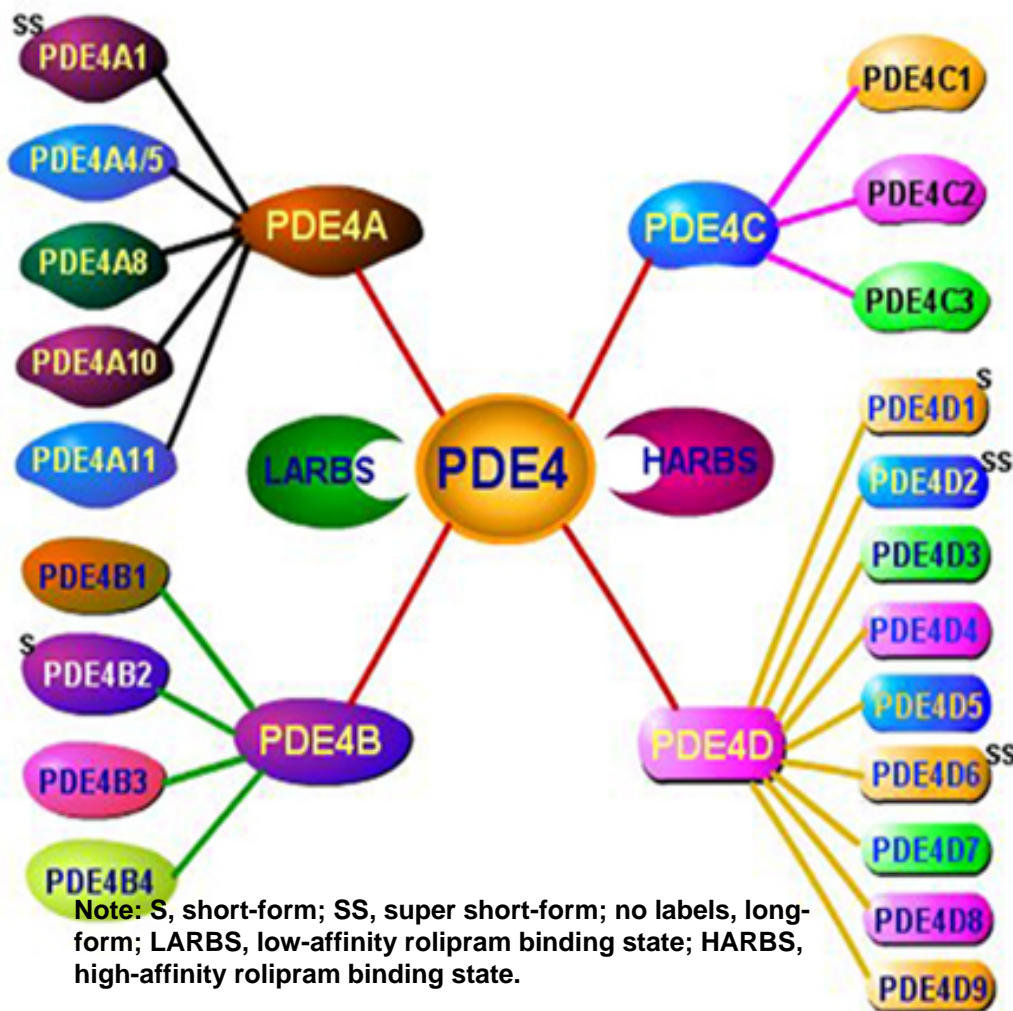 SS
PDE4A1
PDE4A4/5
PDE4A8
PDE4A10
PDE4A11
PDE4A
PDE4C
PDE4C1
PDE4C2
PDE4C3
LARBS
PDE4
HARBS
PDE4B1
S
PDE4B2
PDE4B3
PDE4B4
PDE4B
PDE4D
S
PDE4D1
PDE4D2
SS
PDE4D3
PDE4D4
PDE4D5
PDE4D6
SS
PDE4D7
PDE4D8
PDE4D9
Note: S, short-form; SS, super short-form; no labels, long-
form; LARBS, low-affinity rolipram binding state; HARBS,
high-affinity rolipram binding state.